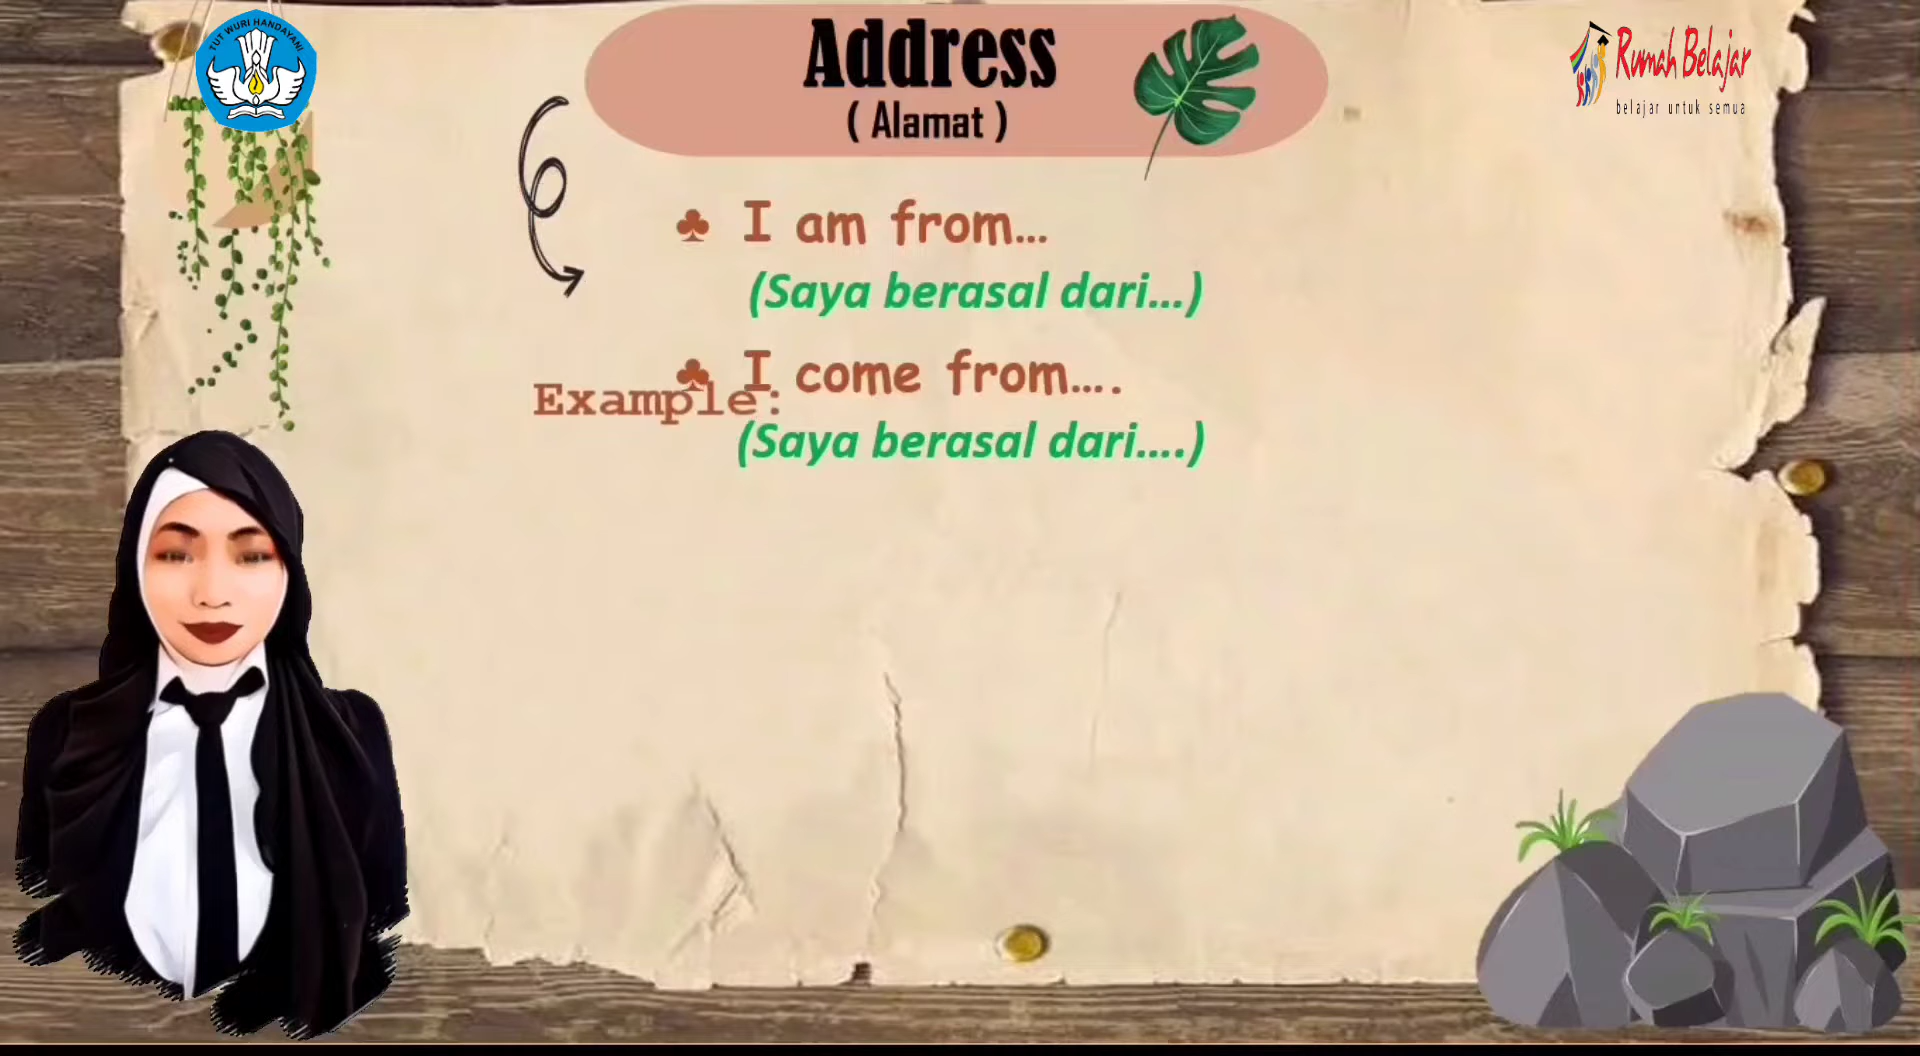 TUT WURI HANDAYANI
Address
( Alamat )
Rumah Belajar
belajar untuk semua
♣ I am from...
(Saya berasal dari...)
♣ I come from....
Example:
(Saya berasal dari....)